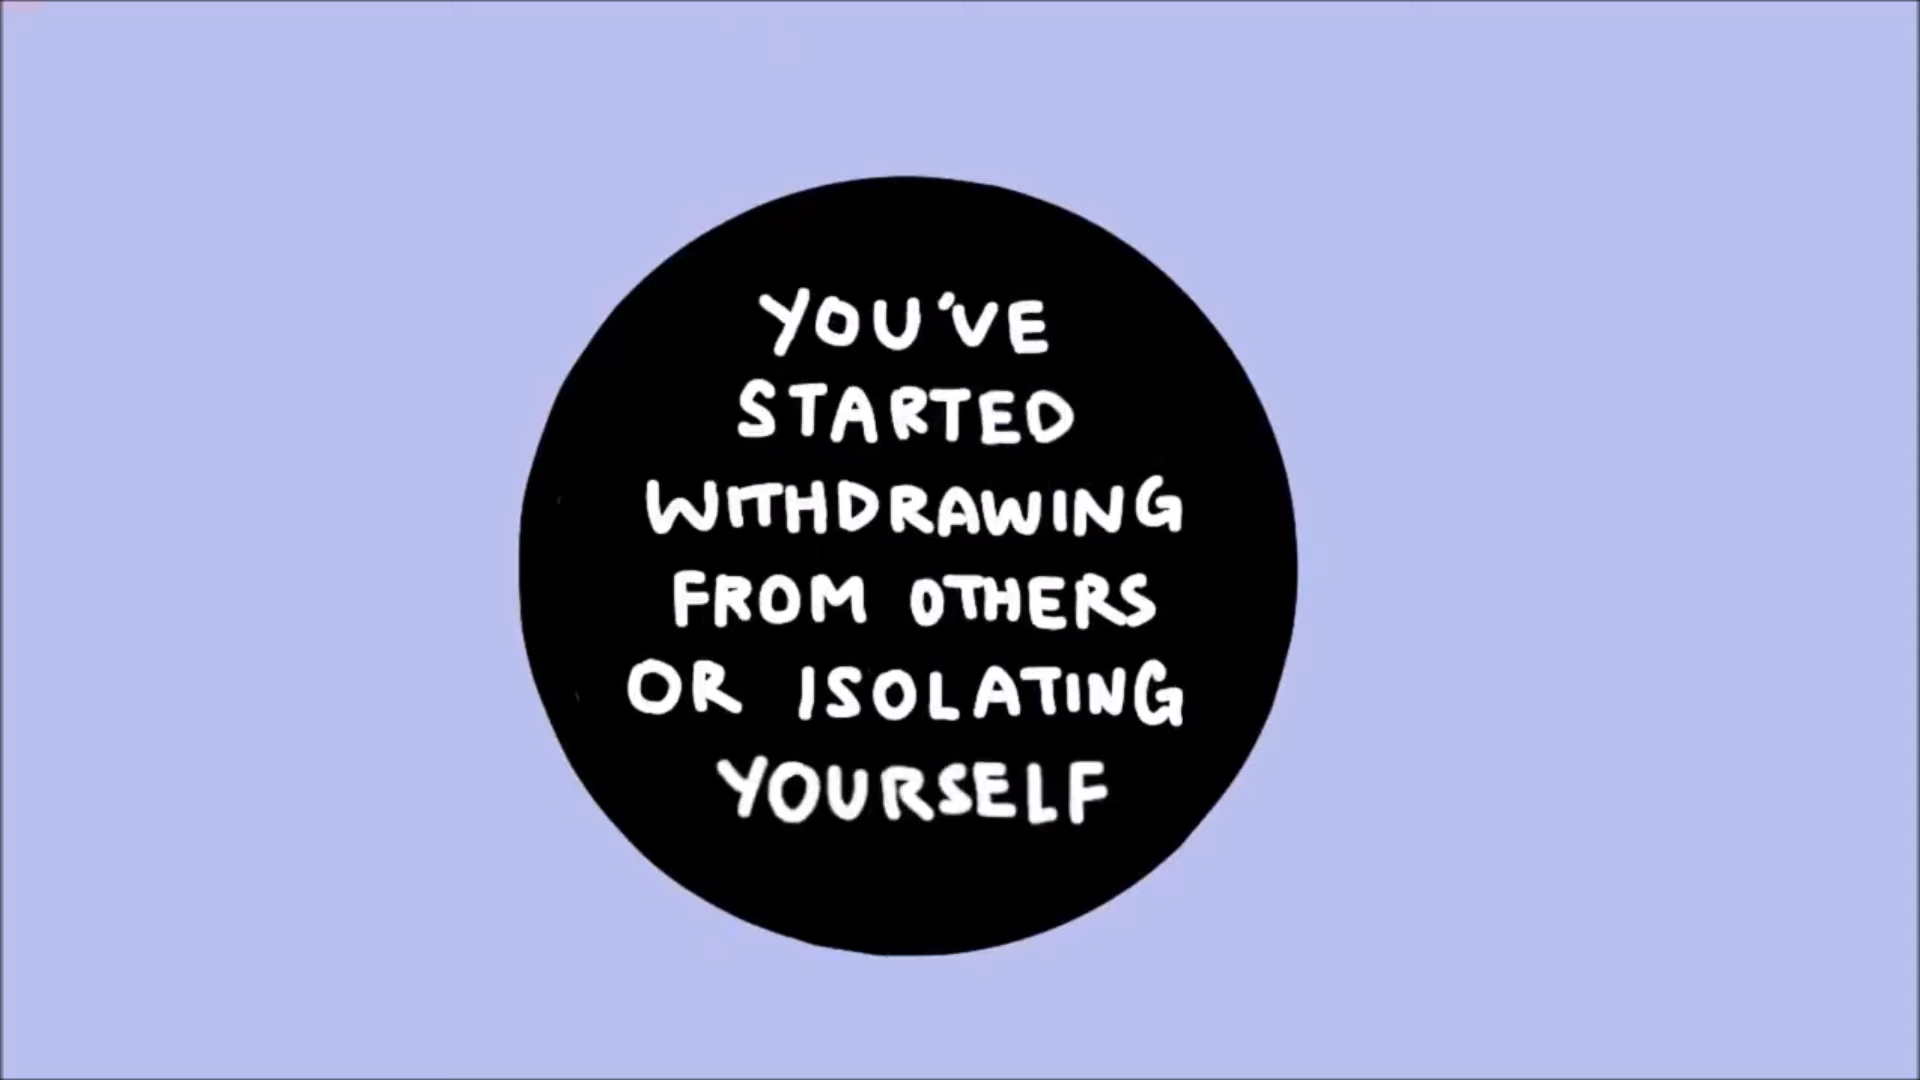 YOU'VE
STARTED
WITHDRAWING
FROM OTHERS
OR ISOLATING
YOURSELF